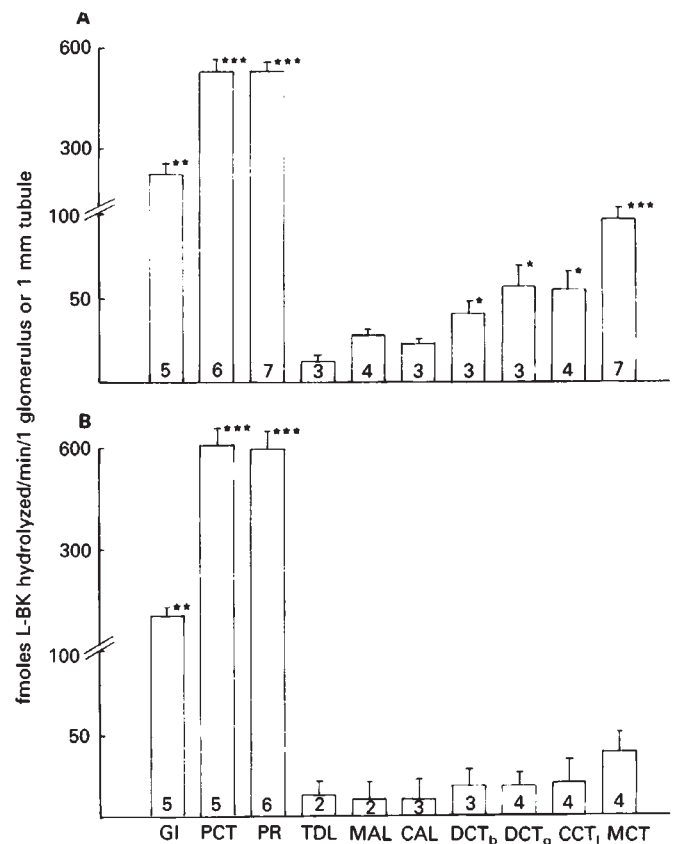 A
600
300
100
50
** *** *** * * * ***
5 6 7 3 4 3 3 3 4 7
fmoles L-BK hydrolyzed/min/1 glomerulus or 1 mm tubule
B
600
300
100
50
** *** ***
5 5 6 2 2 3 3 4 4 4
GI PCT PR TDL MAL CAL DCTb DCTg CCTl MCT